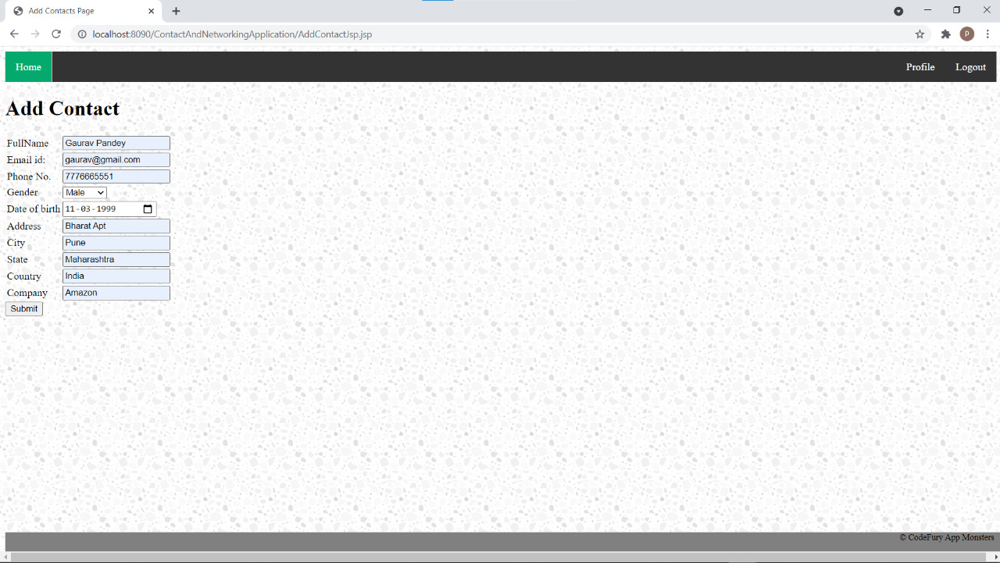 Add Contacts Page
localhost:8090/ContactAndNetworkingApplication/AddContactJsp.jsp
P
Home Profile Logout
Add Contact
FullName Gaurav Pandey
Email id: gaurav@gmail.com
Phone No. 7776665551
Gender Male
Date of birth 11-03-1999
Address Bharat Apt
City Pune
State Maharashtra
Country India
Company Amazon
Submit
© CodeFury App Monsters